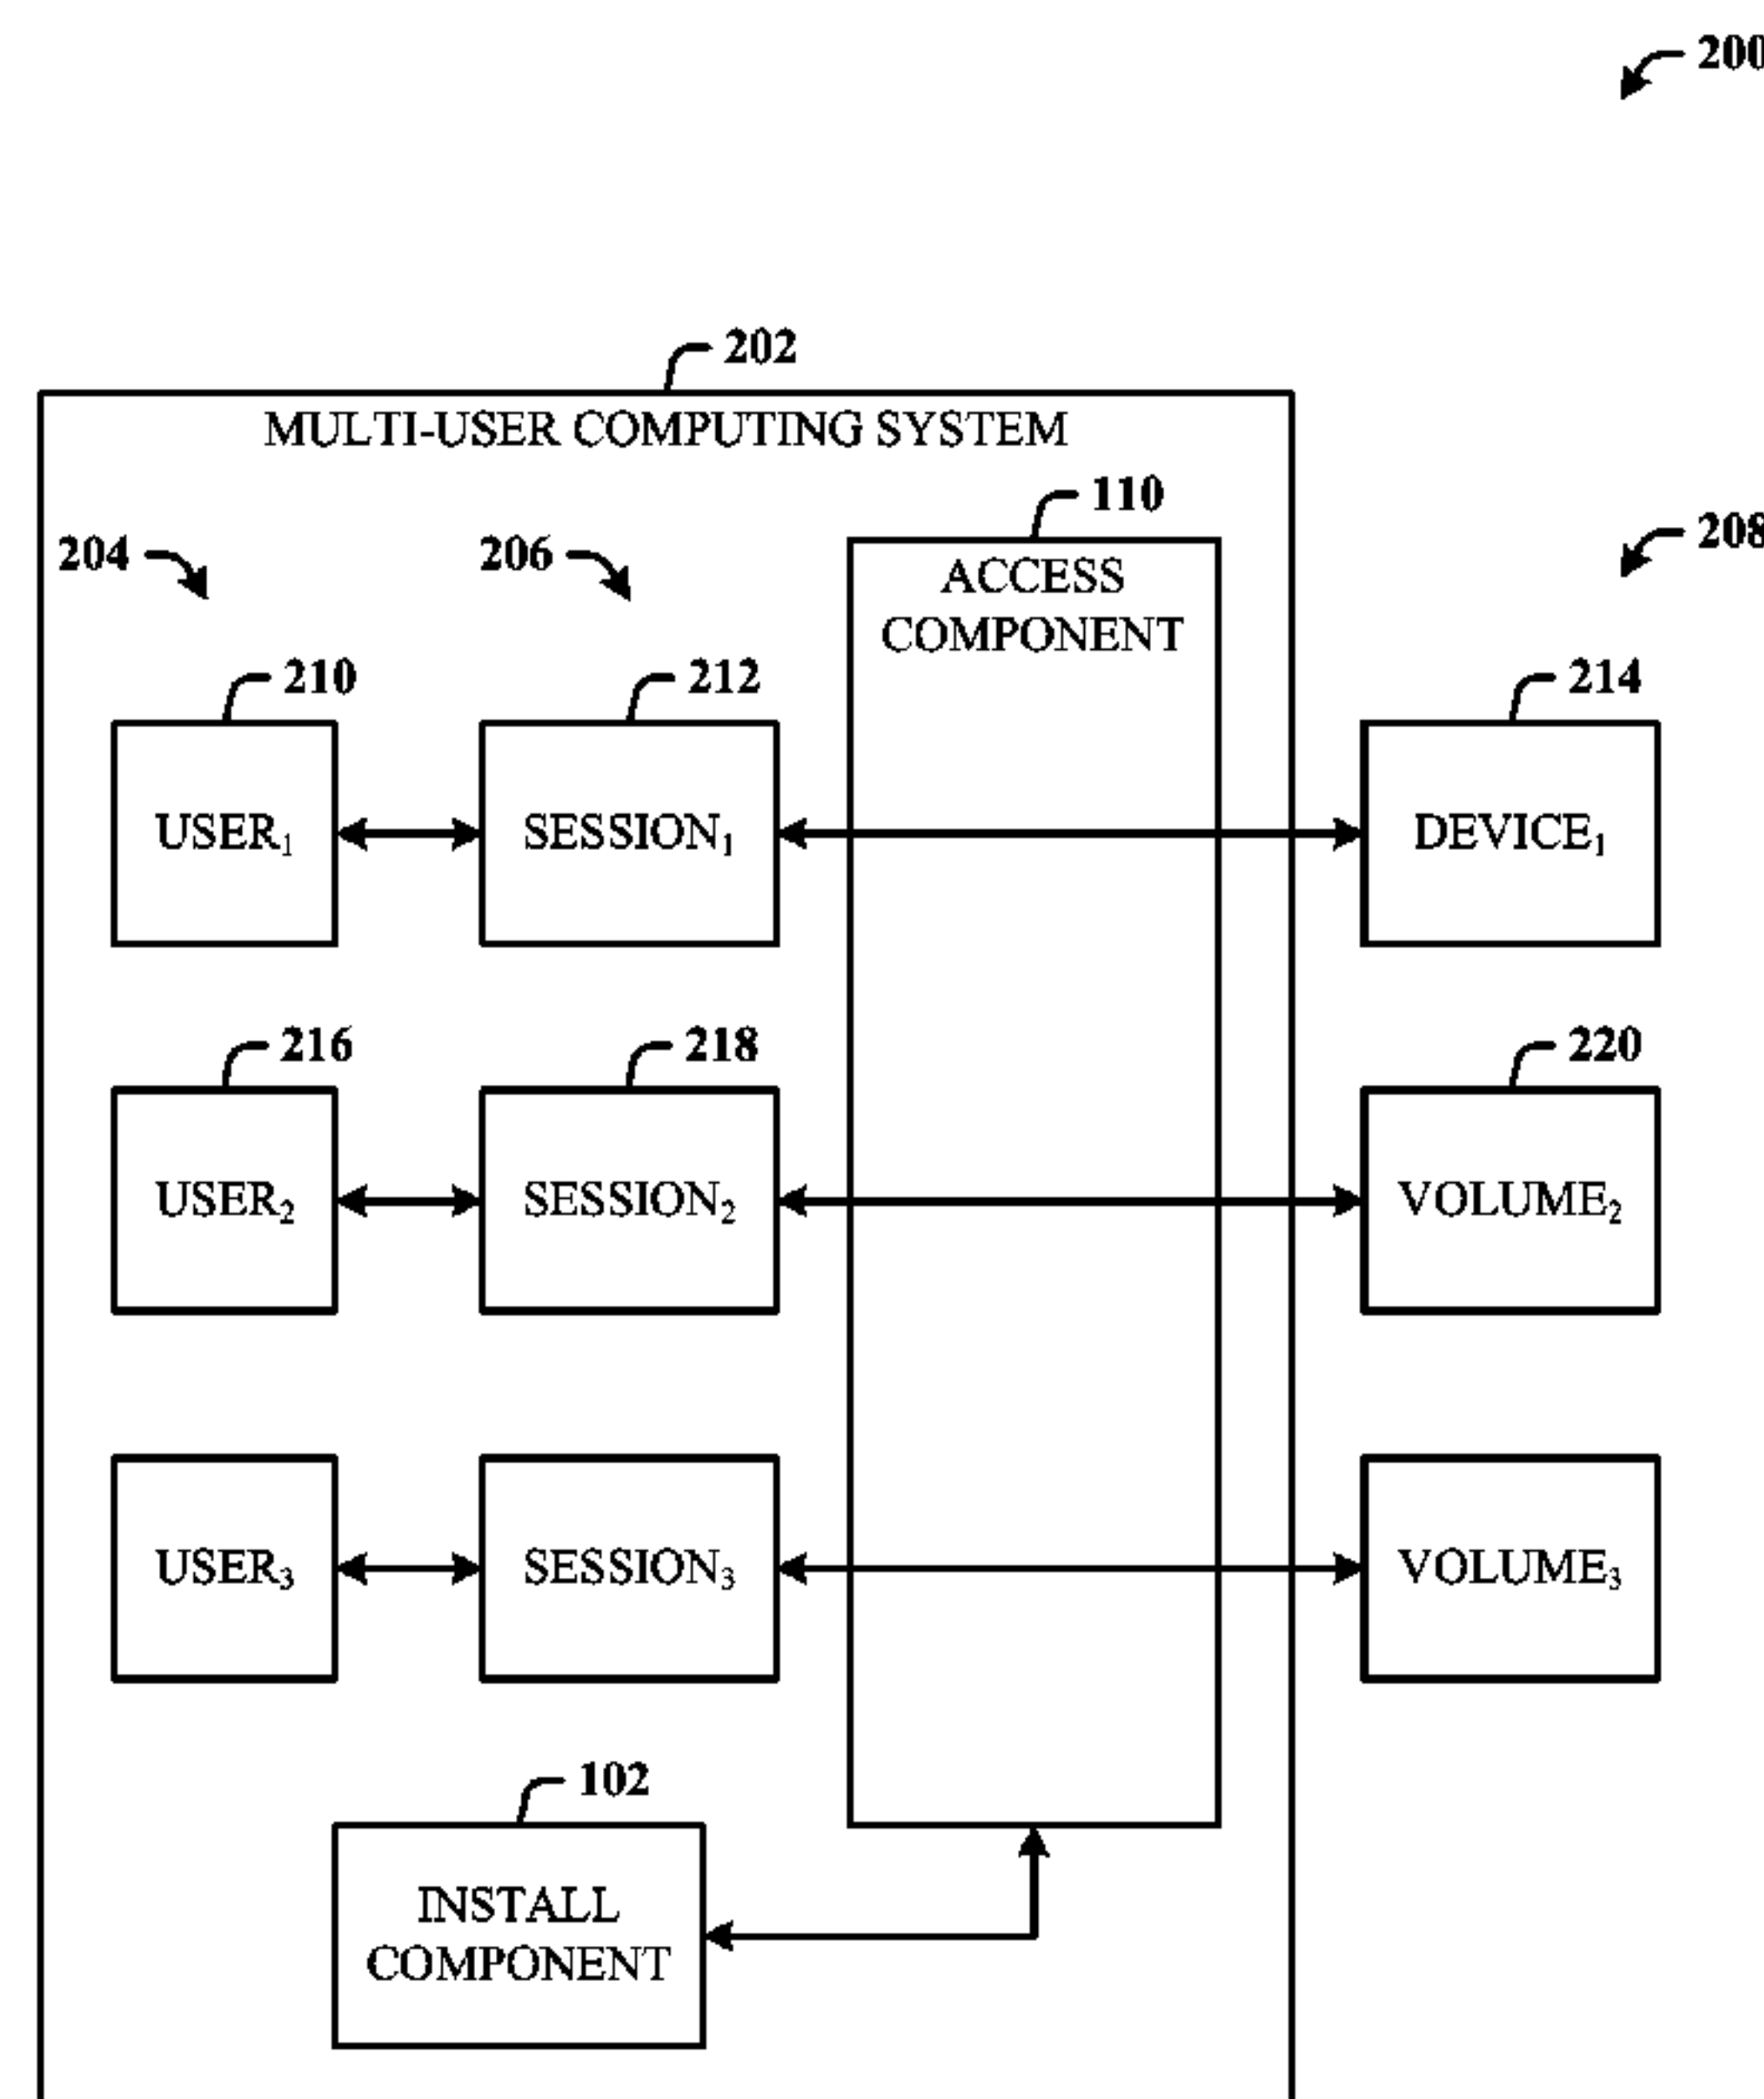 200
202
MULTI-USER COMPUTING SYSTEM
110
204
206
208
ACCESS
COMPONENT
210
212
214
USER₁
SESSION₁
DEVICE₁
216
218
220
USER₂
SESSION₂
VOLUME₂
USER₃
SESSION₃
VOLUME₃
102
INSTALL
COMPONENT